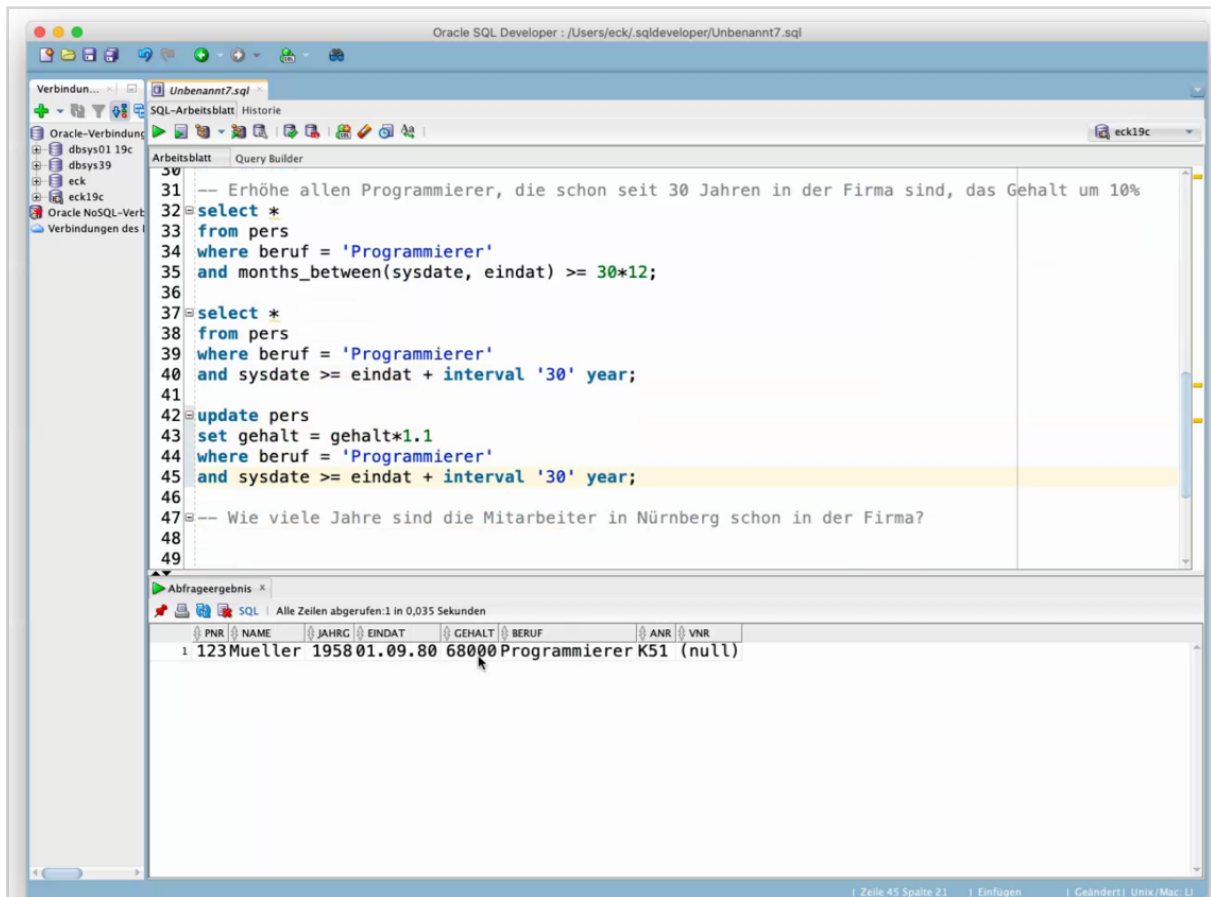 Oracle SQL Developer : /Users/eck/.sqldeveloper/Unbenannt7.sql
Verbindun...
Unbenannt7.sql
SQL-Arbeitsblatt Historie
Oracle-Verbindung
dbsys01 19c
dbsys39
eck
eck19c
Oracle NoSQL-Verb
Verbindungen des
eck19c
Arbeitsblatt Query Builder
30
31 -- Erhöhe allen Programmierer, die schon seit 30 Jahren in der Firma sind, das Gehalt um 10%
32 select *
33 from pers
34 where beruf = 'Programmierer'
35 and months_between(sysdate, eindat) >= 30*12;
36
37 select *
38 from pers
39 where beruf = 'Programmierer'
40 and sysdate >= eindat + interval '30' year;
41
42 update pers
43 set gehalt = gehalt*1.1
44 where beruf = 'Programmierer'
45 and sysdate >= eindat + interval '30' year;
46
47 -- Wie viele Jahre sind die Mitarbeiter in Nürnberg schon in der Firma?
48
49
Abfrageergebnis
SQL | Alle Zeilen abgerufen:1 in 0,035 Sekunden
PNR NAME JAHRG EINDAT GEHALT BERUF ANR VNR
1 123 Mueller 1958 01.09.80 68000 Programmierer K51 (null)
| Zeile 45 Spalte 21 | Einfügen | Geändert | Unix/Mac: LI